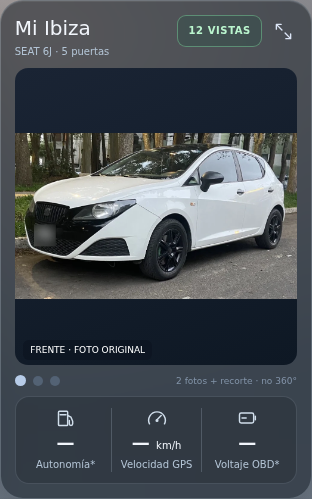 Mi Ibiza
12 VISTAS
SEAT 6J · 5 puertas
FRENTE · FOTO ORIGINAL
2 fotos + recorte · no 360°
— — km/h —
Autonomía* Velocidad GPS Voltaje OBD*